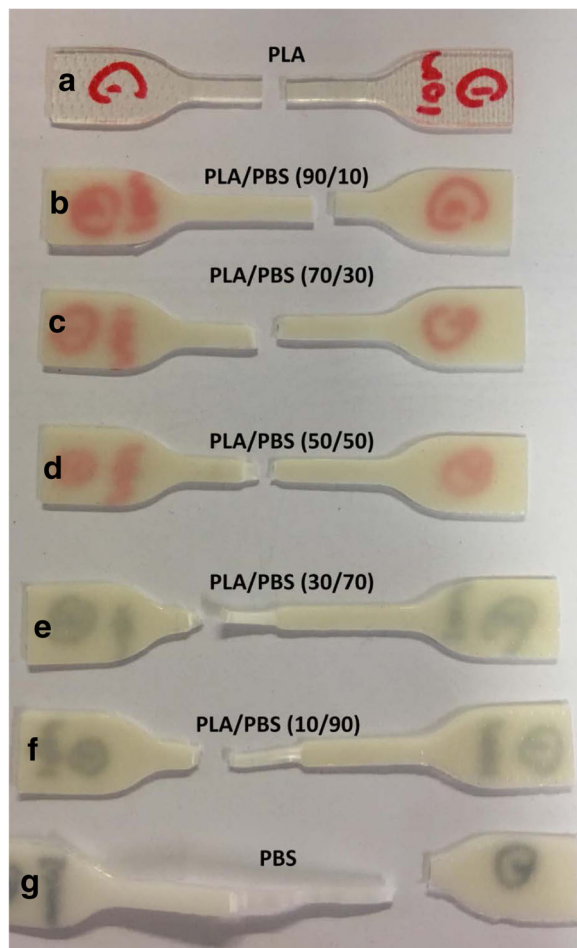 PLA
a
PLA/PBS (90/10)
b
PLA/PBS (70/30)
c
PLA/PBS (50/50)
d
PLA/PBS (30/70)
e
PLA/PBS (10/90)
f
PBS
g